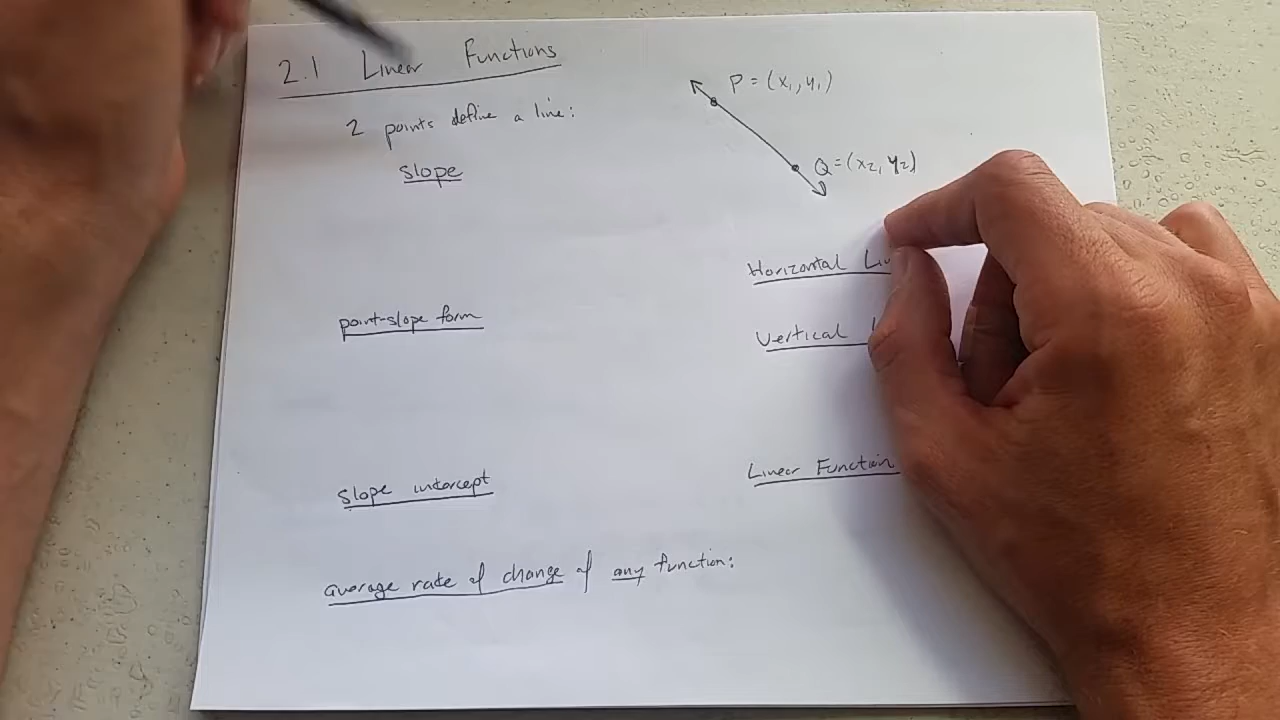 2.1 Linear Functions
2 points define a line:
P = (x₁, y₁)
Q = (x₂, y₂)
slope
Horizontal
point-slope form
Vertical
slope intercept
Linear Function
average rate of change of any function: